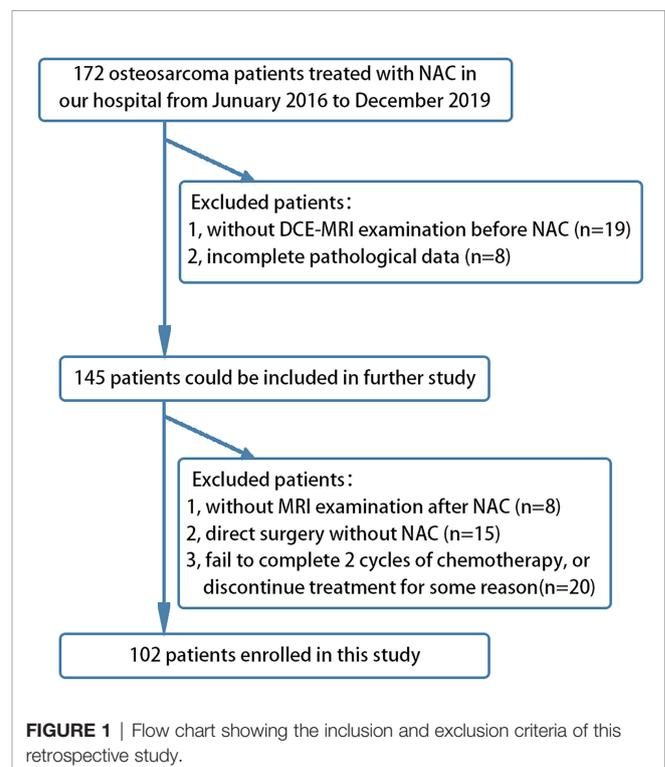 172 osteosarcoma patients treated with NAC in
our hospital from Junuary 2016 to December 2019
Excluded patients:
1, without DCE-MRI examination before NAC (n=19)
2, incomplete pathological data (n=8)
145 patients could be included in further study
Excluded patients:
1, without MRI examination after NAC (n=8)
2, direct surgery without NAC (n=15)
3, fail to complete 2 cycles of chemotherapy, or
discontinue treatment for some reason(n=20)
102 patients enrolled in this study
FIGURE 1 | Flow chart showing the inclusion and exclusion criteria of this
retrospective study.